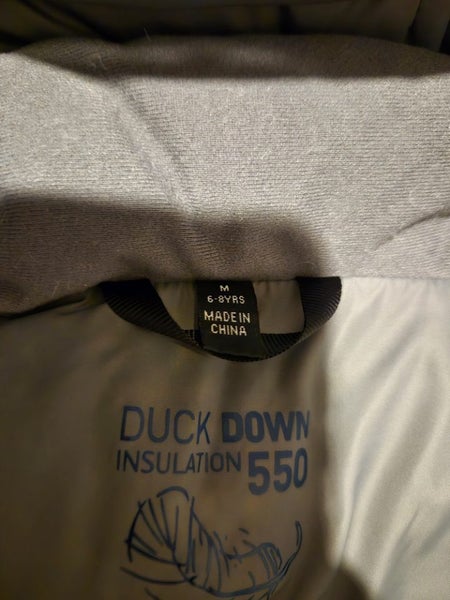 M
6-8YRS
MADE IN
CHINA
DUCK DOWN
INSULATION 550